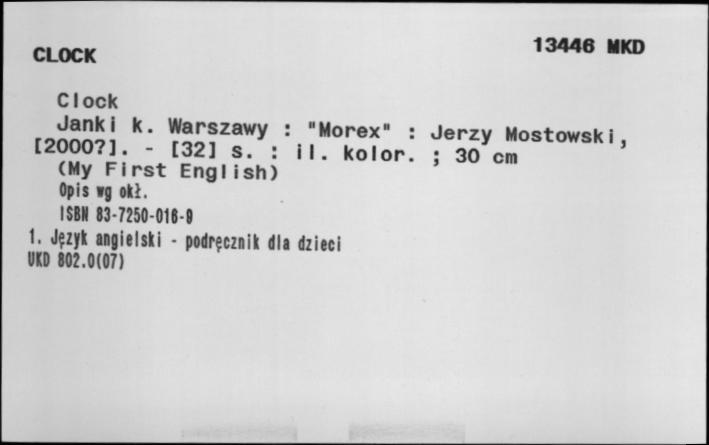 13446 MKD
CLOCK
Clock
Janki k. Warszawy : "Morex" : Jerzy Mostowski,
[2000?]. - [32] s. : il. kolor. ; 30 cm
(My First English)
Opis wg okł.
ISBN 83-7250-016-9
1. Język angielski - podręcznik dla dzieci
UKD 802.0(07)